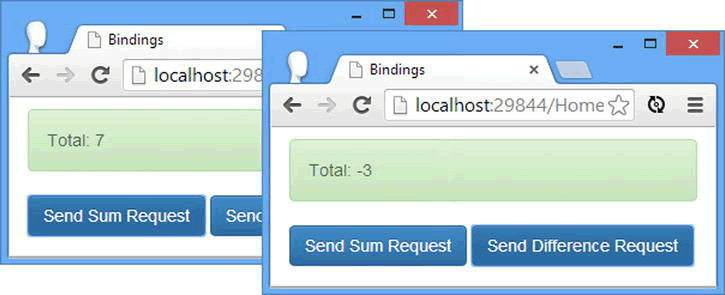 Bindings
localhost:298
Total: 7
Send Sum Request
Send
Bindings
localhost:29844/Home
Total: -3
Send Sum Request
Send Difference Request